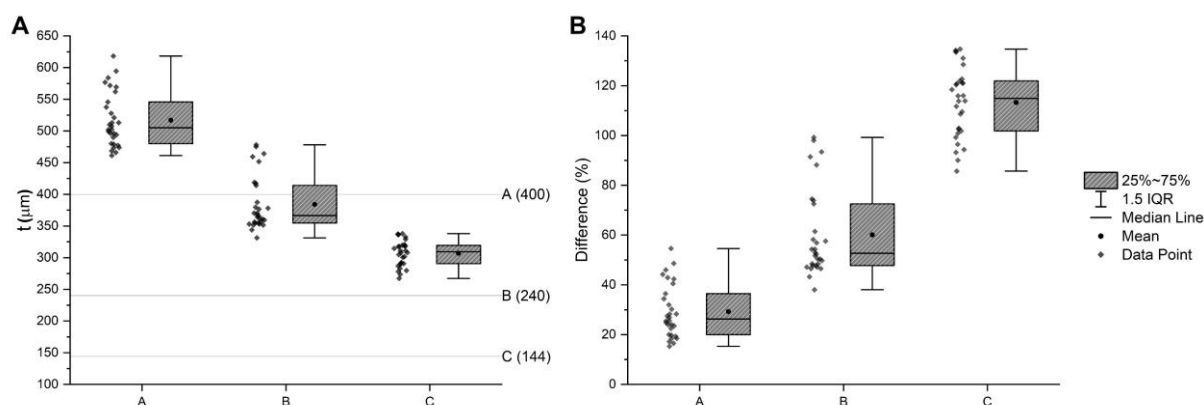 A
t (μm)
650
600
550
500
450
400
350
300
250
200
150
100
A (400)
B (240)
C (144)
A
B
C
B
Difference (%)
140
120
100
80
60
40
20
0
A
B
C
25%~75%
1.5 IQR
Median Line
Mean
Data Point